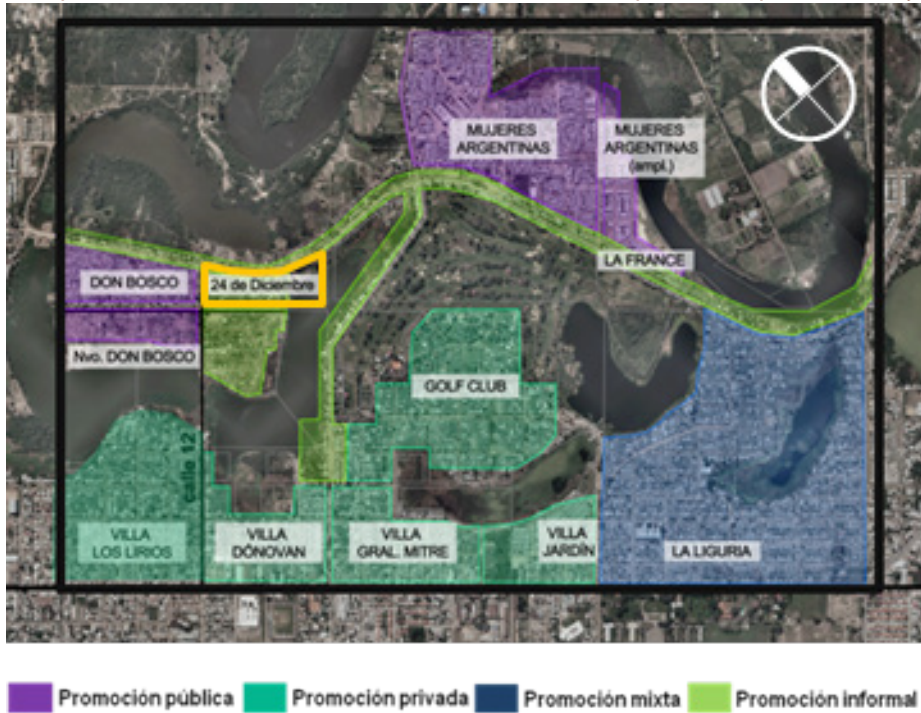 MUJERES
ARGENTINAS
MUJERES
ARGENTINAS
(ampl.)
LA FRANCE
DON BOSCO
24 de Diciembre
Nvo. DON BOSCO
GOLF CLUB
calle 12
VILLA
LOS LIRIOS
VILLA
DÓNOVAN
VILLA
GRAL. MITRE
VILLA
JARDÍN
LA LIGURIA
Promoción pública
Promoción privada
Promoción mixta
Promoción informal